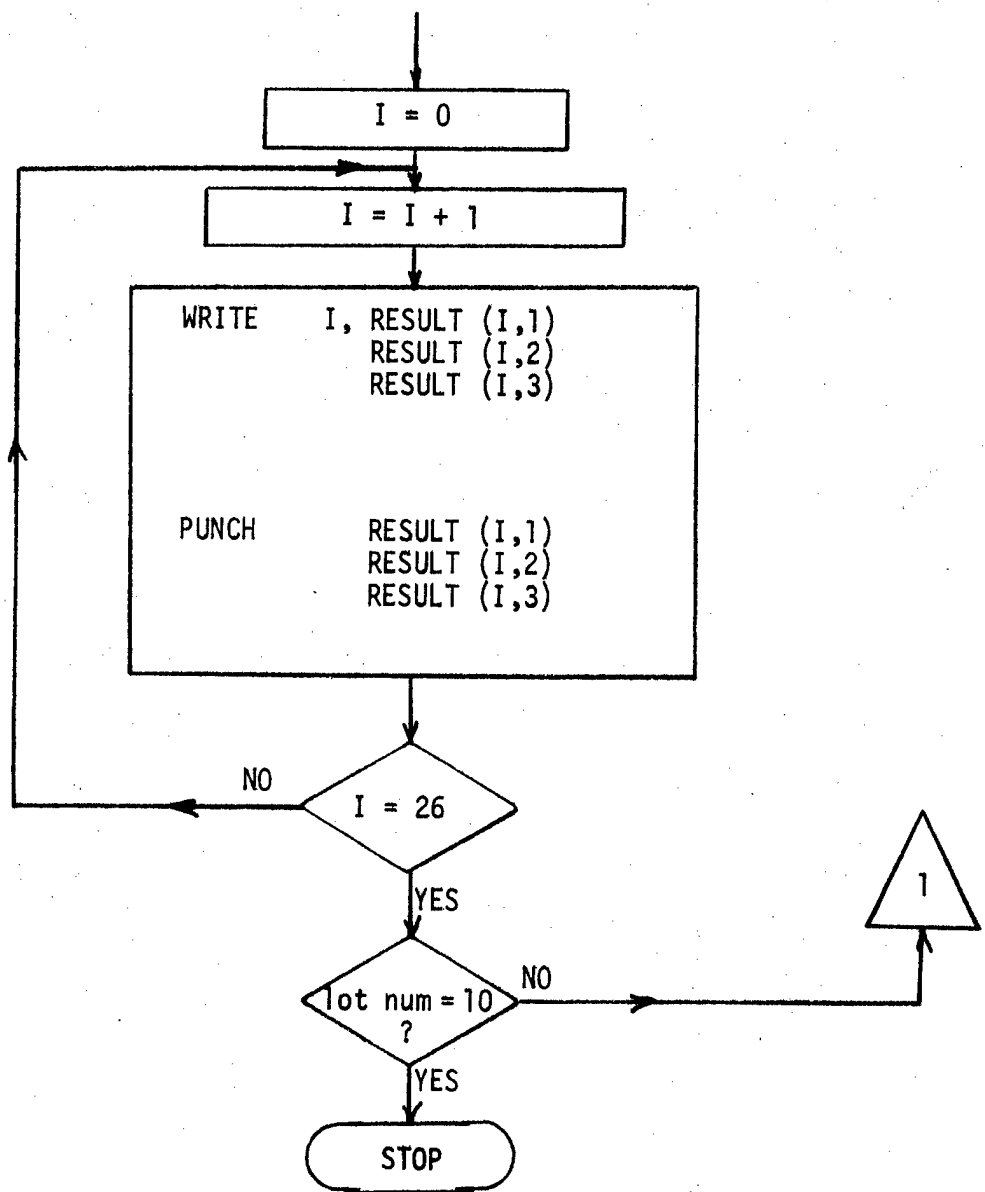 I = 0
I = I + 1
WRITE I, RESULT (I,1)
RESULT (I,2)
RESULT (I,3)
PUNCH RESULT (I,1)
RESULT (I,2)
RESULT (I,3)
NO
I = 26
YES
1
lot num = 10
?
NO
YES
STOP